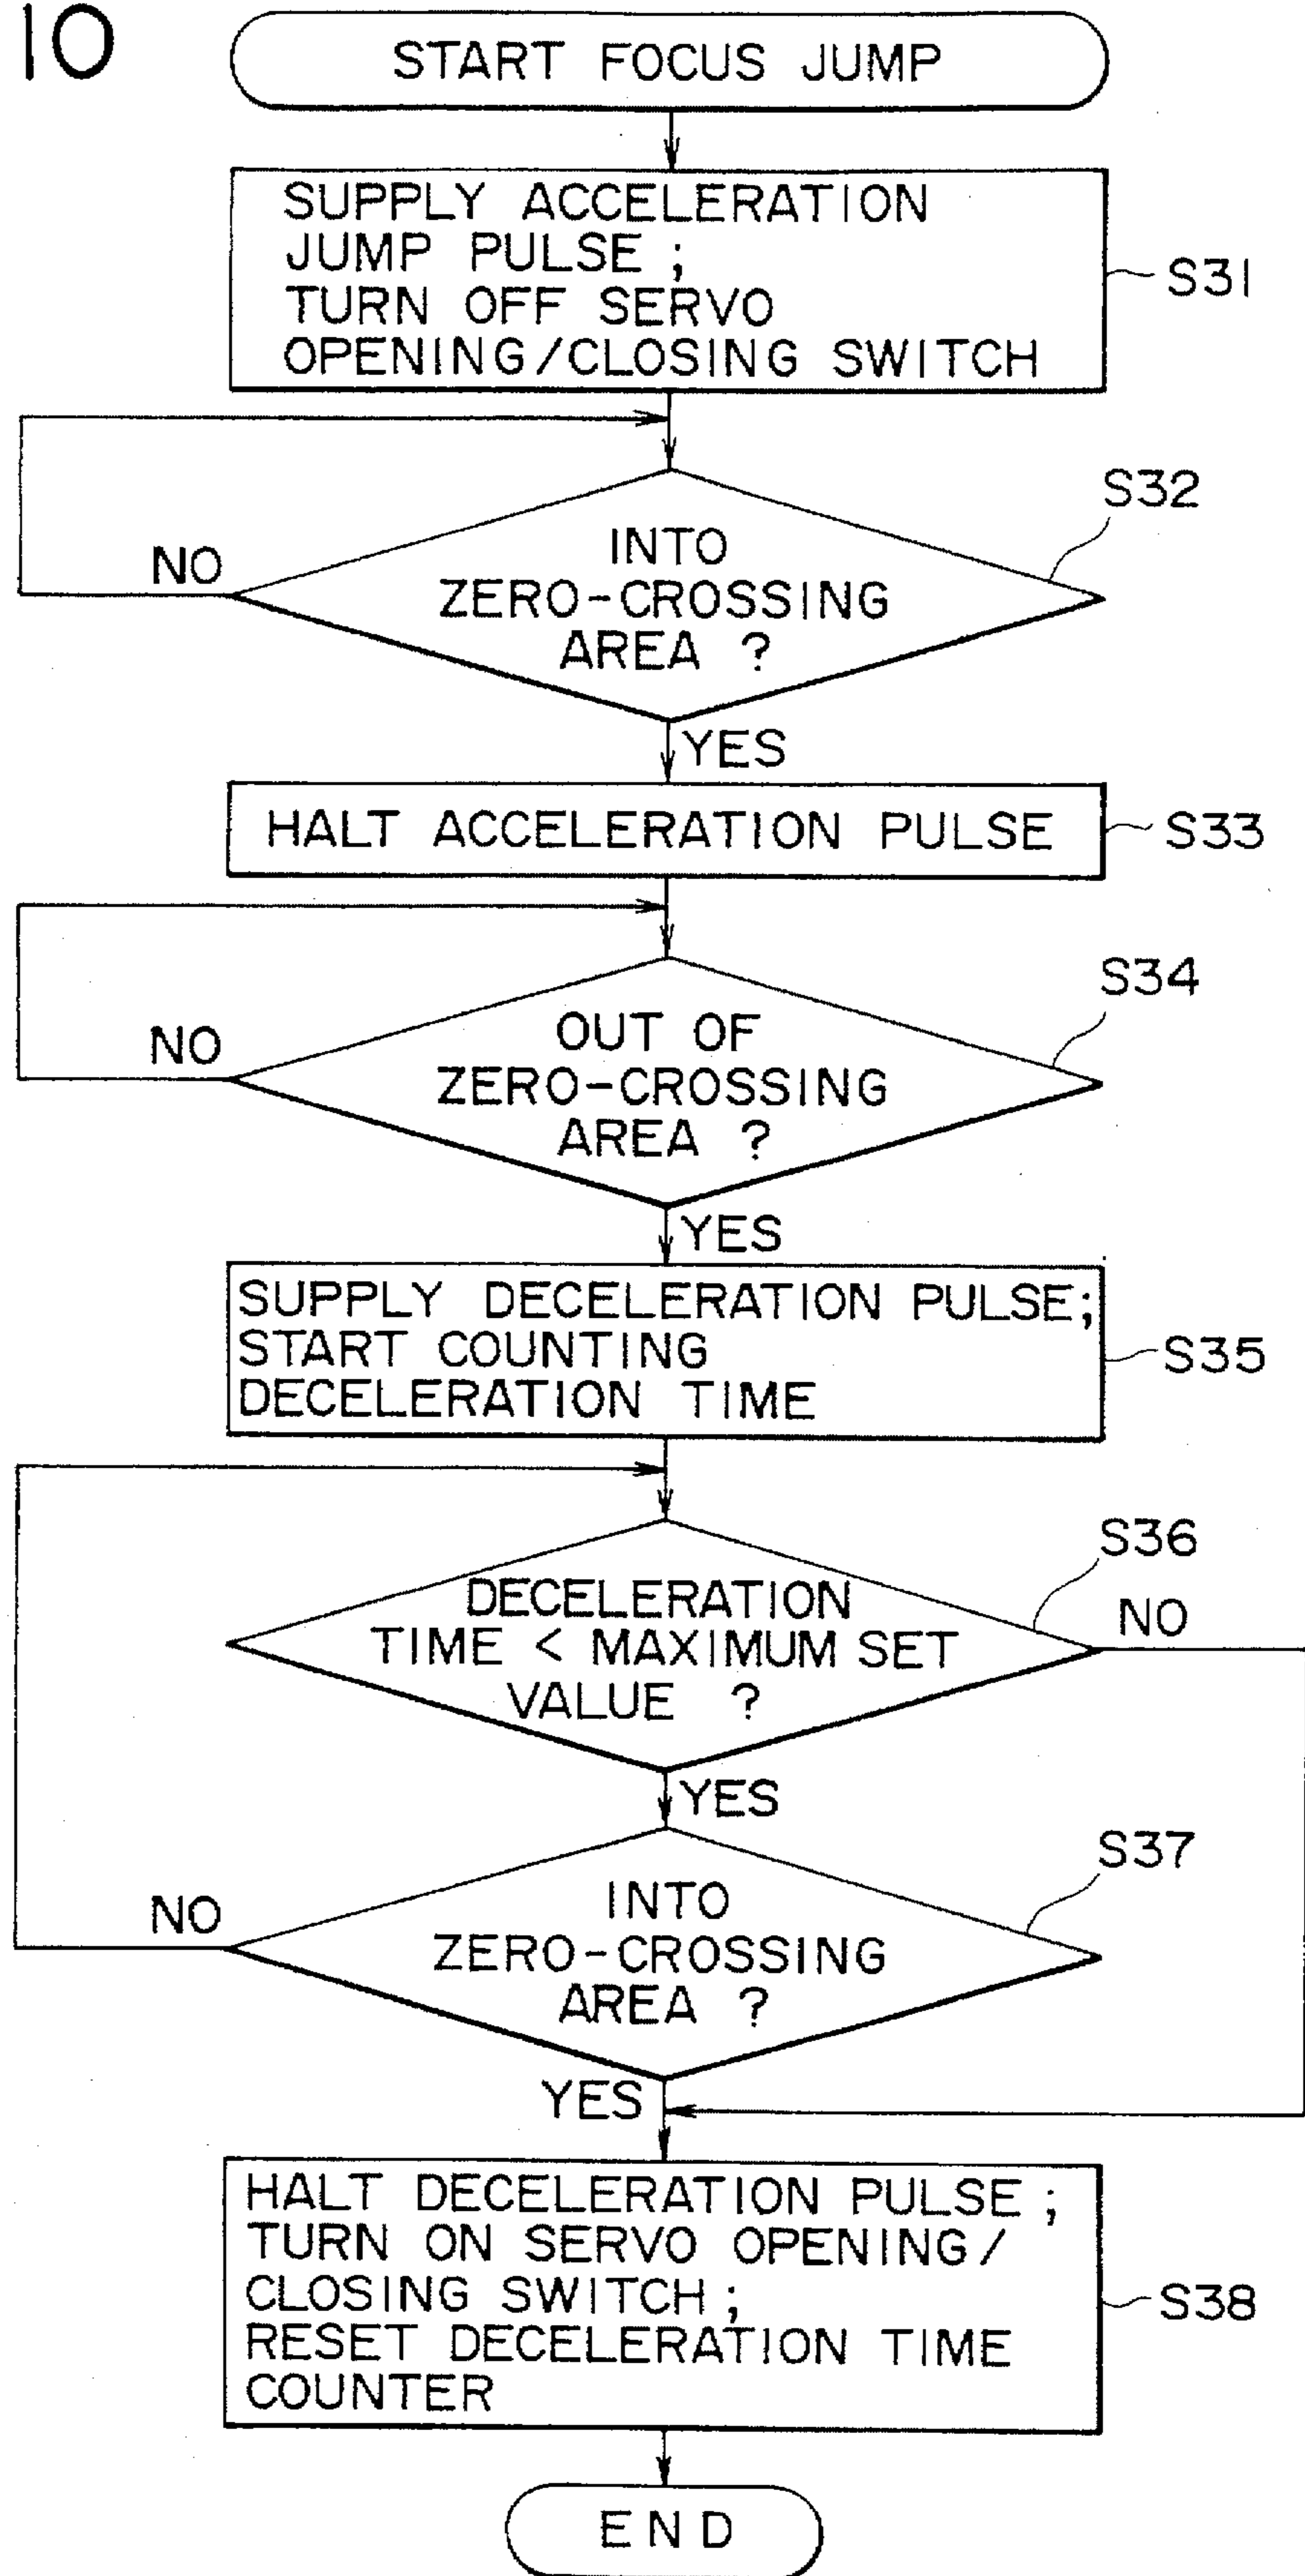 10
START FOCUS JUMP
SUPPLY ACCELERATION
JUMP PULSE ;
TURN OFF SERVO
OPENING/CLOSING SWITCH
S31
S32
INTO
ZERO-CROSSING
AREA ?
NO
YES
HALT ACCELERATION PULSE
S33
S34
OUT OF
ZERO-CROSSING
AREA ?
NO
YES
SUPPLY DECELERATION PULSE;
START COUNTING
DECELERATION TIME
S35
S36
DECELERATION
TIME < MAXIMUM SET
VALUE ?
NO
YES
S37
INTO
ZERO-CROSSING
AREA ?
NO
YES
HALT DECELERATION PULSE ;
TURN ON SERVO OPENING/
CLOSING SWITCH ;
RESET DECELERATION TIME
COUNTER
S38
END